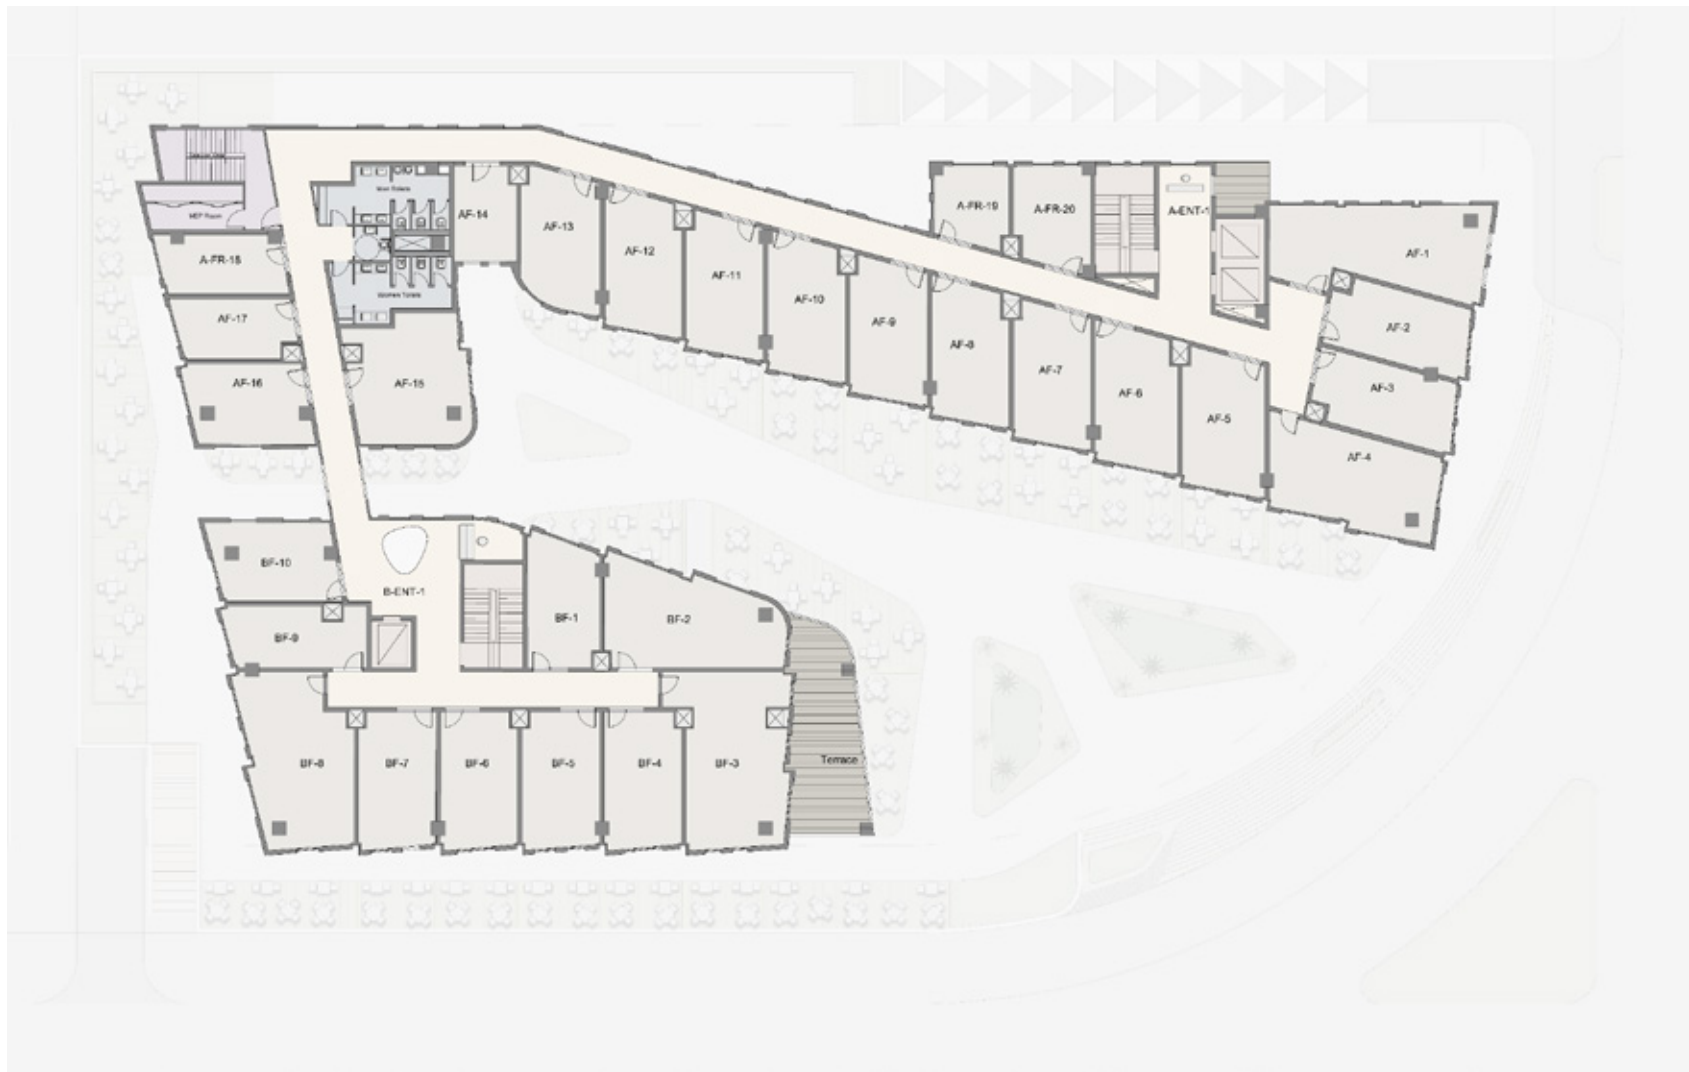 Men Toilets
MEP Room
AF-14
AF-13
A-FR-19
A-FR-20
A-ENT-1
AF-1
A-FR-18
AF-12
AF-11
AF-10
AF-9
AF-8
AF-7
AF-6
AF-5
AF-2
AF-3
AF-4
Women Toilets
AF-17
AF-16
AF-15
BF-10
B-ENT-1
BF-9
BF-1
BF-2
BF-8
BF-7
BF-6
BF-5
BF-4
BF-3
Terrace